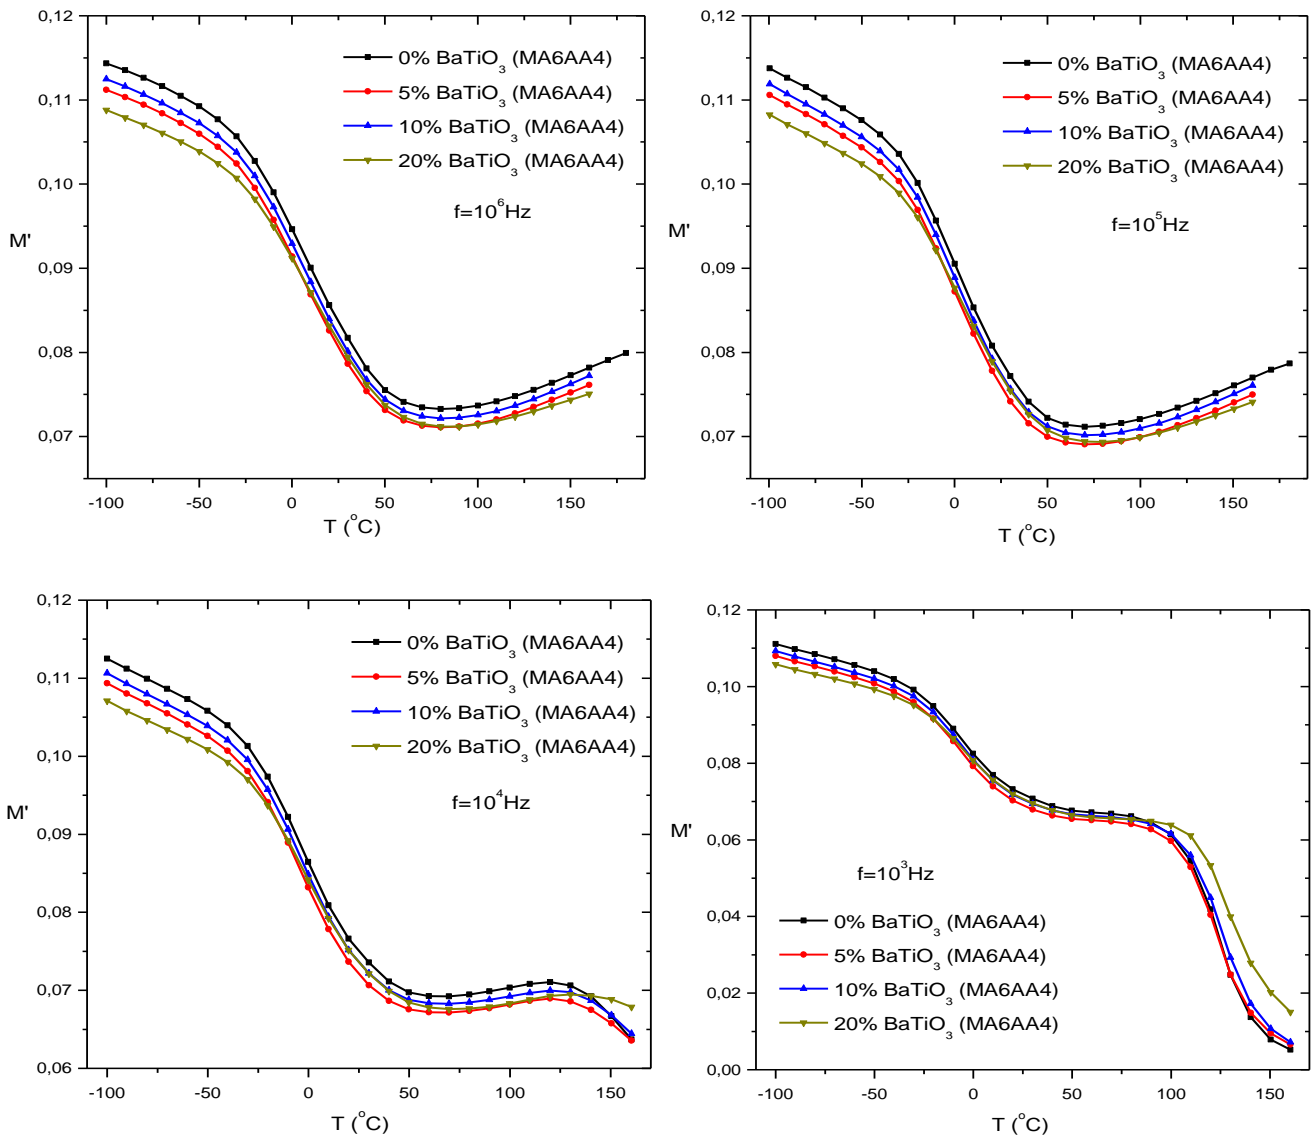 0,12
0,11
0,10
0,09
0,08
0,07
M'
0% BaTiO3 (MA6AA4)
5% BaTiO3 (MA6AA4)
10% BaTiO3 (MA6AA4)
20% BaTiO3 (MA6AA4)
f=10^6Hz
-100 -50 0 50 100 150
T (°C)
0,12
0,11
0,10
0,09
0,08
0,07
M'
0% BaTiO3 (MA6AA4)
5% BaTiO3 (MA6AA4)
10% BaTiO3 (MA6AA4)
20% BaTiO3 (MA6AA4)
f=10^5Hz
-100 -50 0 50 100 150
T (°C)
0,12
0,11
0,10
0,09
0,08
0,07
0,06
M'
0% BaTiO3 (MA6AA4)
5% BaTiO3 (MA6AA4)
10% BaTiO3 (MA6AA4)
20% BaTiO3 (MA6AA4)
f=10^4Hz
-100 -50 0 50 100 150
T (°C)
0,12
0,10
0,08
0,06
0,04
0,02
0,00
M'
f=10^3Hz
0% BaTiO3 (MA6AA4)
5% BaTiO3 (MA6AA4)
10% BaTiO3 (MA6AA4)
20% BaTiO3 (MA6AA4)
-100 -50 0 50 100 150
T (°C)